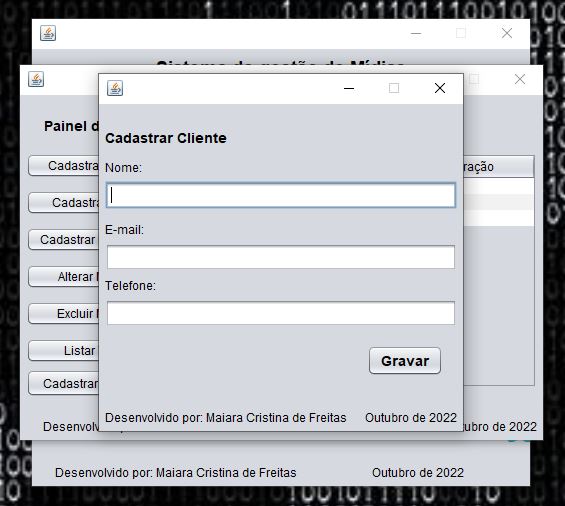 Sistema de gestão de Mídias
Painel d
Cadastra
Cadastra
Cadastrar
Alterar
Excluir
Listar
Cadastrar
ração
Cadastrar Cliente
Nome:
E-mail:
Telefone:
Gravar
Desenvolvido por: Maiara Cristina de Freitas Outubro de 2022
Desenvolvido tubro de 2022
Desenvolvido por: Maiara Cristina de Freitas Outubro de 2022